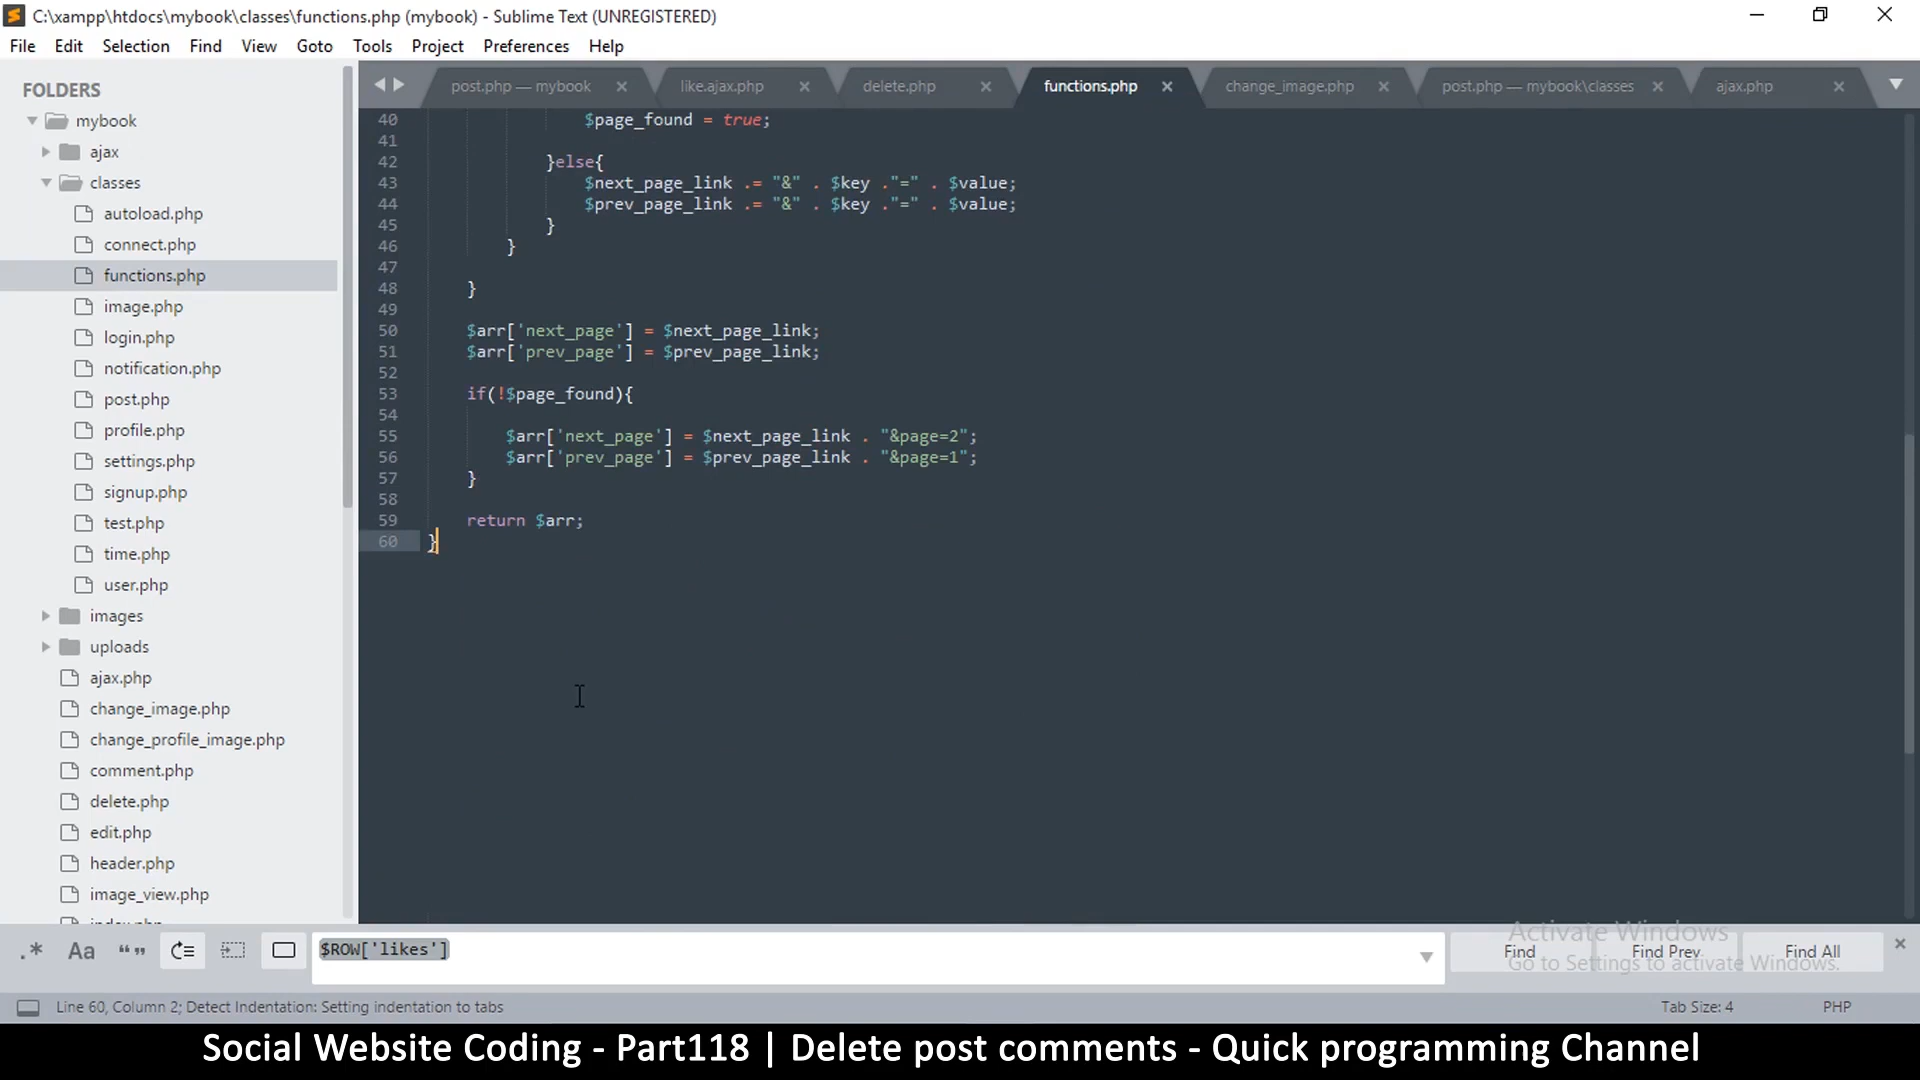 C:\xampp\htdocs\mybook\classes\functions.php (mybook) - Sublime Text (UNREGISTERED)
File Edit Selection Find View Goto Tools Project Preferences Help
FOLDERS
mybook
ajax
classes
autoload.php
connect.php
functions.php
image.php
login.php
notification.php
post.php
profile.php
settings.php
signup.php
test.php
time.php
user.php
images
uploads
ajax.php
change_image.php
change_profile_image.php
comment.php
delete.php
edit.php
header.php
image_view.php
index.php
post.php — mybook
like.ajax.php
delete.php
functions.php
change_image.php
post.php — mybook\classes
ajax.php
40 $page_found = true;
41
42 }else{
43 $next_page_link .= "&" . $key ."=" . $value;
44 $prev_page_link .= "&" . $key ."=" . $value;
45 }
46 }
47
48 }
49
50 $arr['next_page'] = $next_page_link;
51 $arr['prev_page'] = $prev_page_link;
52
53 if(!$page_found){
54
55 $arr['next_page'] = $next_page_link . "&page=2";
56 $arr['prev_page'] = $prev_page_link . "&page=1";
57 }
58
59 return $arr;
60 }
.* Aa “ ” $ROW['likes'] Find Find Prev Find All
Activate Windows
Go to Settings to activate Windows.
Line 60, Column 2; Detect Indentation: Setting indentation to tabs Tab Size: 4 PHP
Social Website Coding - Part118 | Delete post comments - Quick programming Channel